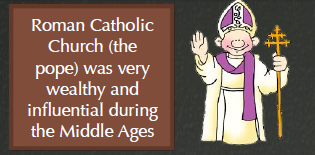 Roman Catholic
Church (the
pope) was very
wealthy and
influential during
the Middle Ages